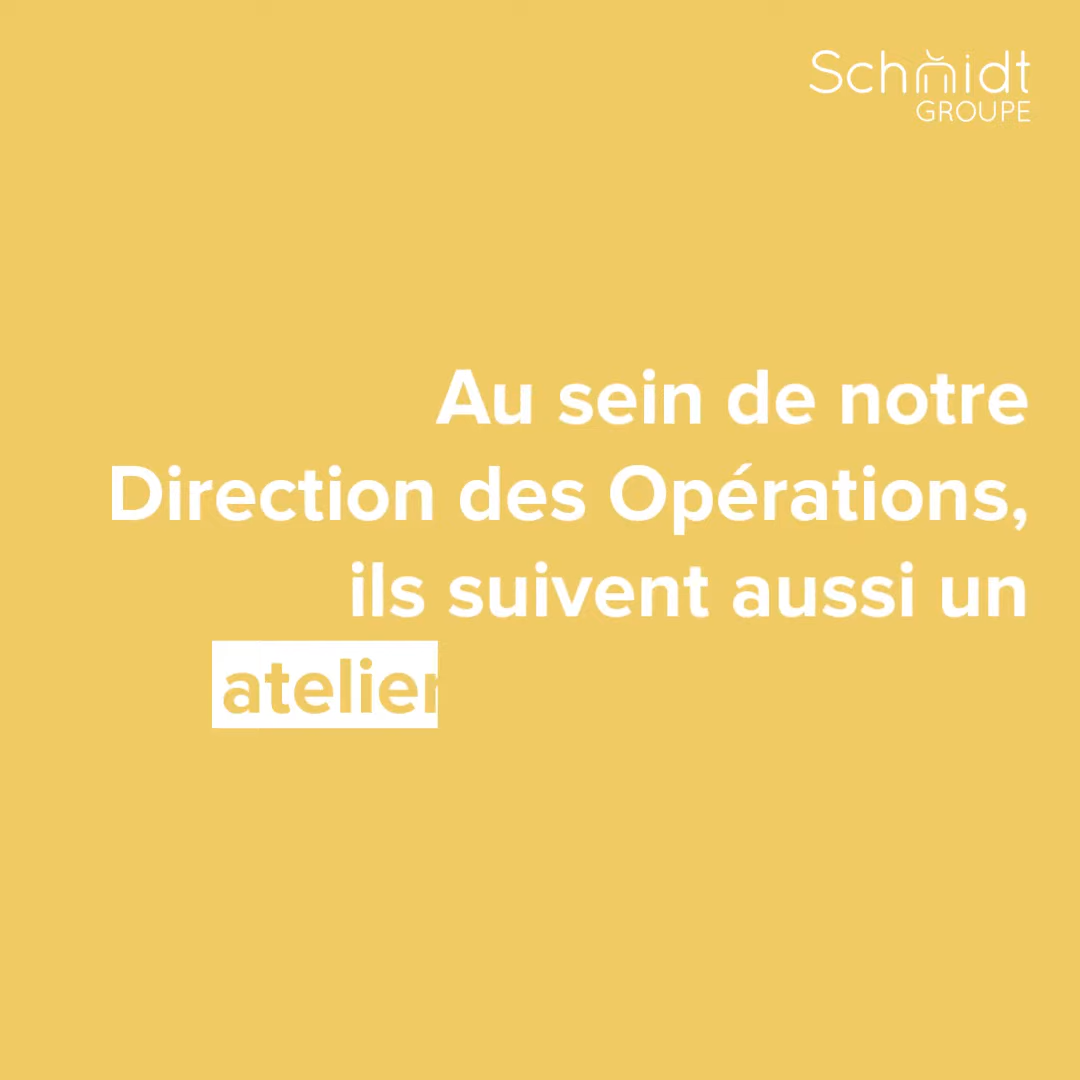 Schmidt
GROUPE
Au sein de notre
Direction des Opérations,
ils suivent aussi un
atelier